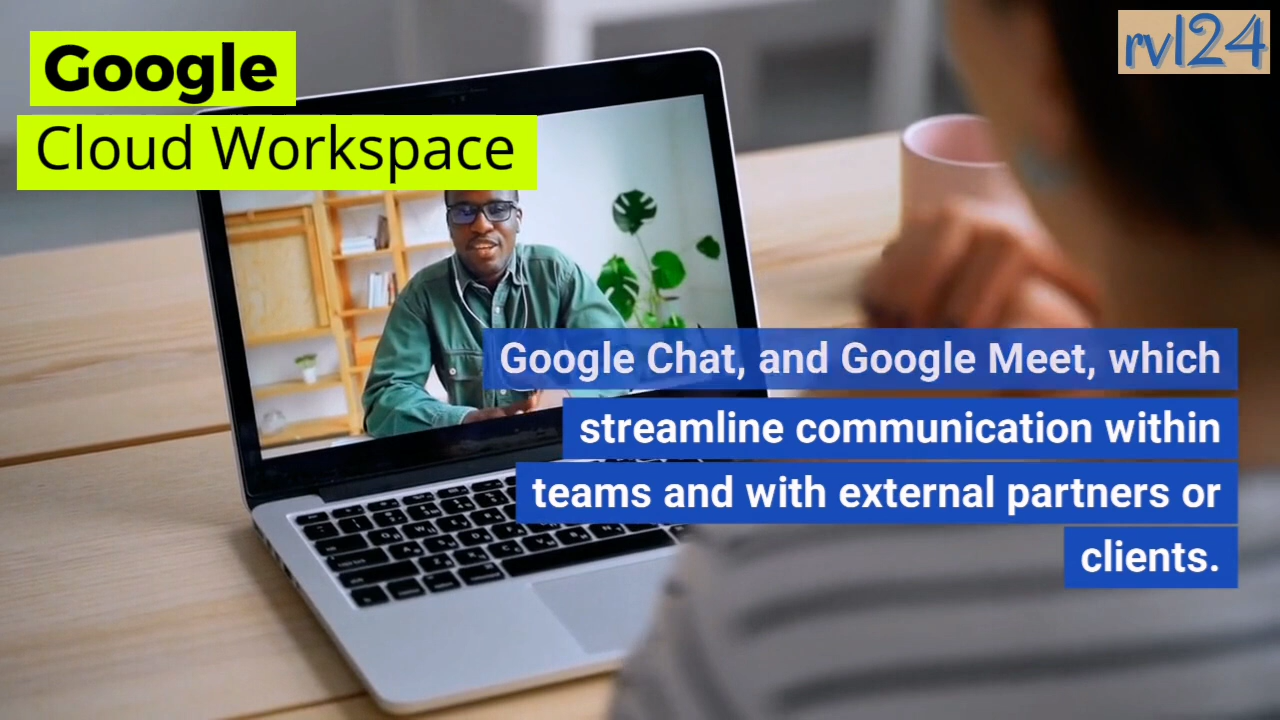 Google
rvl24
Cloud Workspace
Google Chat, and Google Meet, which
streamline communication within
teams and with external partners or
clients.